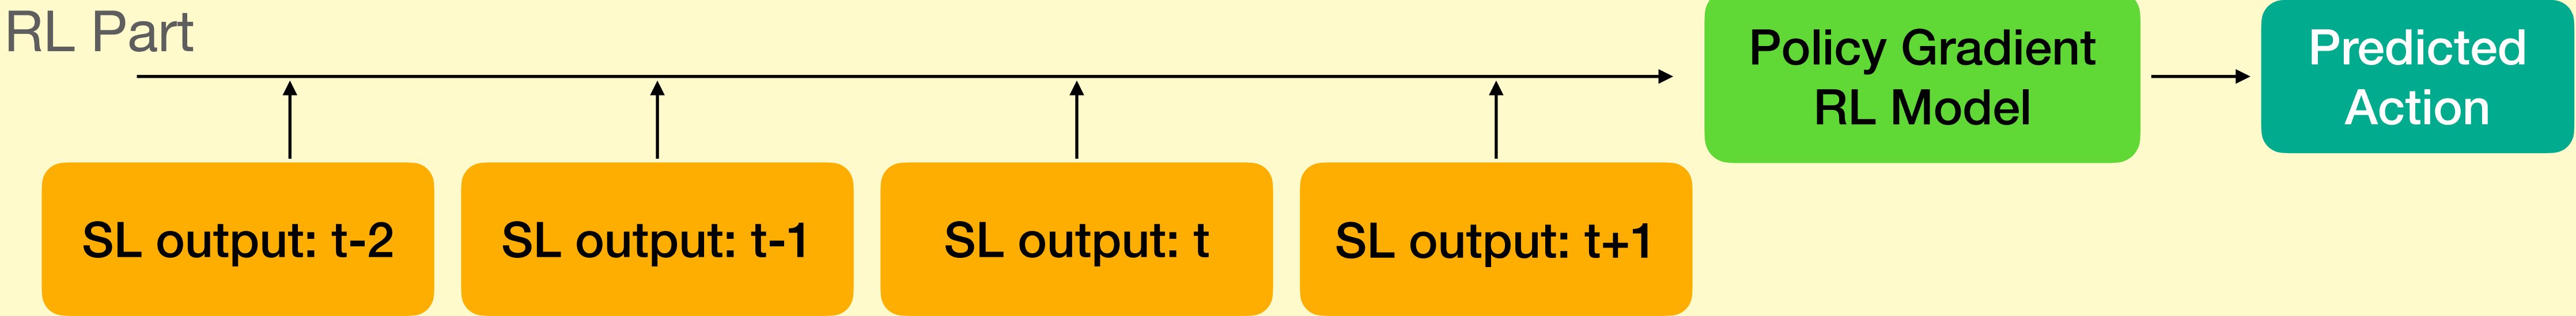 RL Part
Policy Gradient
RL Model
Predicted
Action
SL output: t-2
SL output: t-1
SL output: t
SL output: t+1